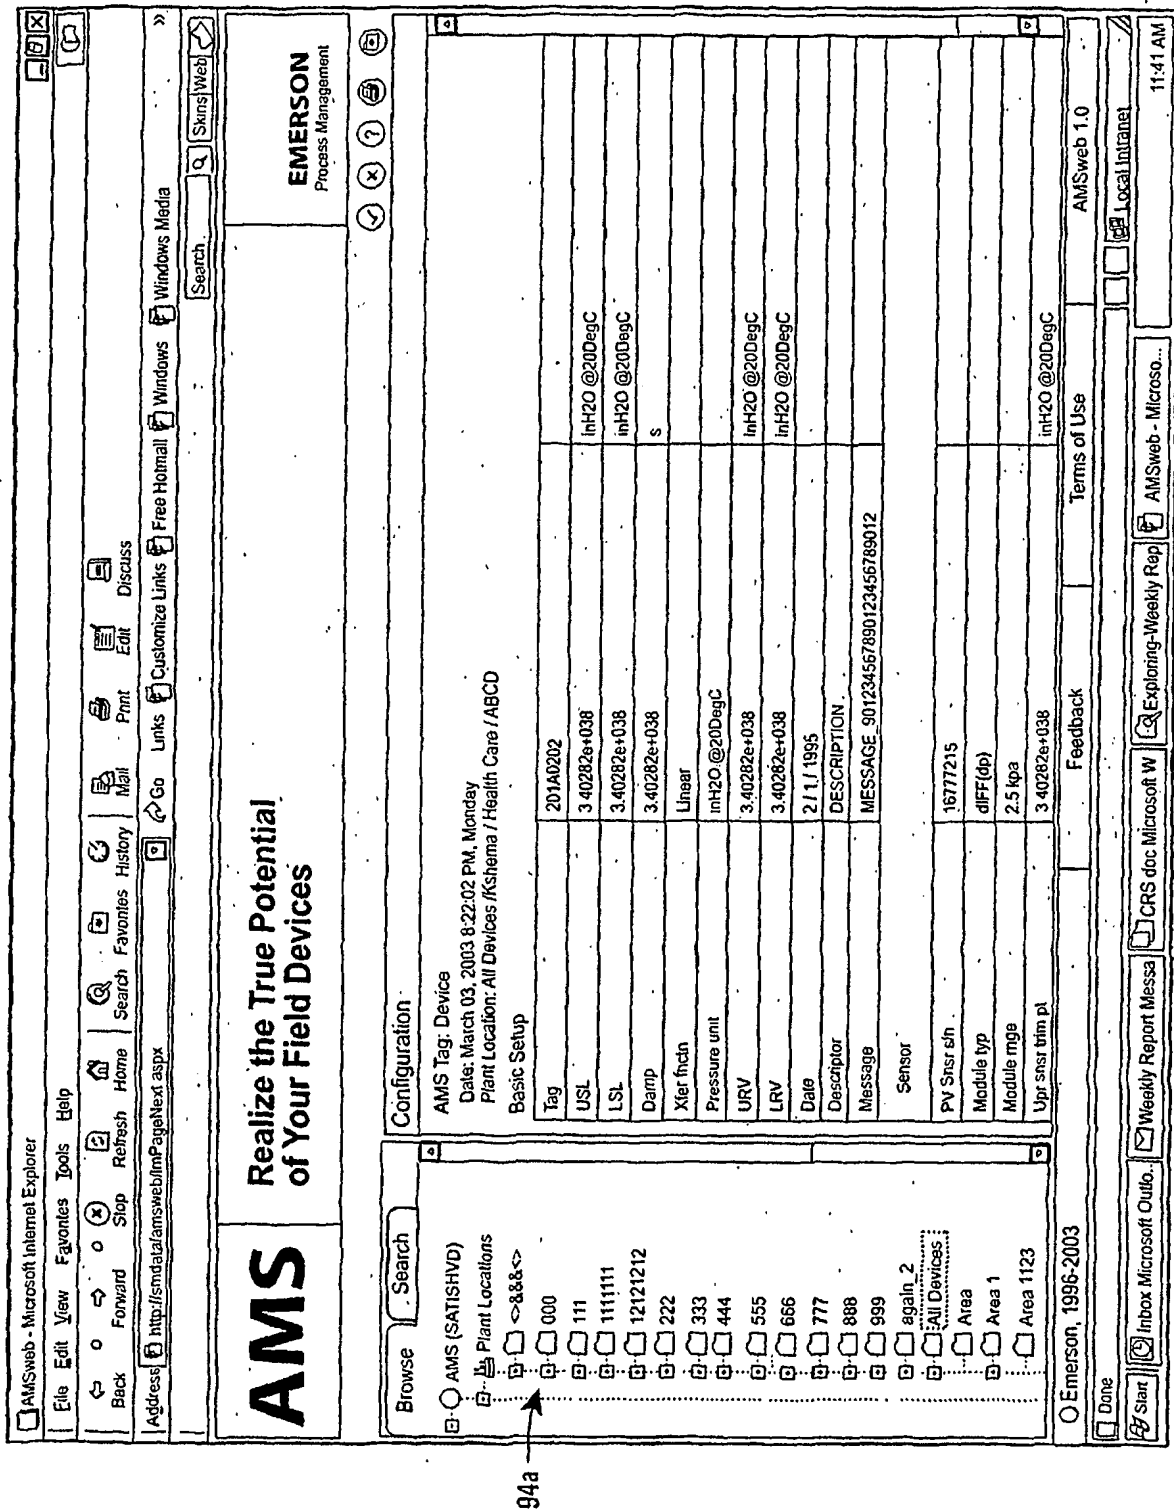 AMSweb - Microsoft Internet Explorer
File Edit View Favorites Tools Help
Back Forward Stop Refresh Home Search Favorites History Mail Print Edit Discuss
Address http://smdata/amsweb/ImPageNext aspx Go Links Customize Links Free Hotmail Windows Windows Media »
Search Skins Web
AMS
Realize the True Potential
of Your Field Devices
EMERSON
Process Management
Browse Search
Configuration
AMS (SATISHVD)
Plant Locations
<>&&&<>
000
111
1111111
12121212
222
333
444
555
666
777
888
999
again_2
All Devices
Area
Area 1
Area 1123
94a
AMS Tag: Device
Date: March 03, 2003 8:22:02 PM, Monday
Plant Location: All Devices /Kshema / Health Care / ABCD
Basic Setup
Tag 201A0202
USL 3 40282e+038 inH2O @20DegC
LSL 3.40282e+038 inH2O @20DegC
Damp 3.40282e+038 s
Xfer fnctn Linear
Pressure unit inH2O @20DegC
URV 3.40282e+038 InH2O @20DegC
LRV 3.40282e+038 inH2O @20DegC
Date 2 / 1 / 1995
Descriptor DESCRIPTION
Message MESSAGE_90123456789012345678​9012
Sensor
PV Snsr s/n 16777215
Module typ dIFF(dp)
Module rnge 2.5 kpa
Upr snsr trim pt 3 40282e+038 inH2O @20DegC
Emerson, 1996-2003 Feedback Terms of Use AMSweb 1.0
Done Local Intranet
Start Inbox Microsoft Outlo.. Weekly Report Messa CRS doc Microsoft W Exploring-Weekly Rep AMSweb - Microso... 11:41 AM